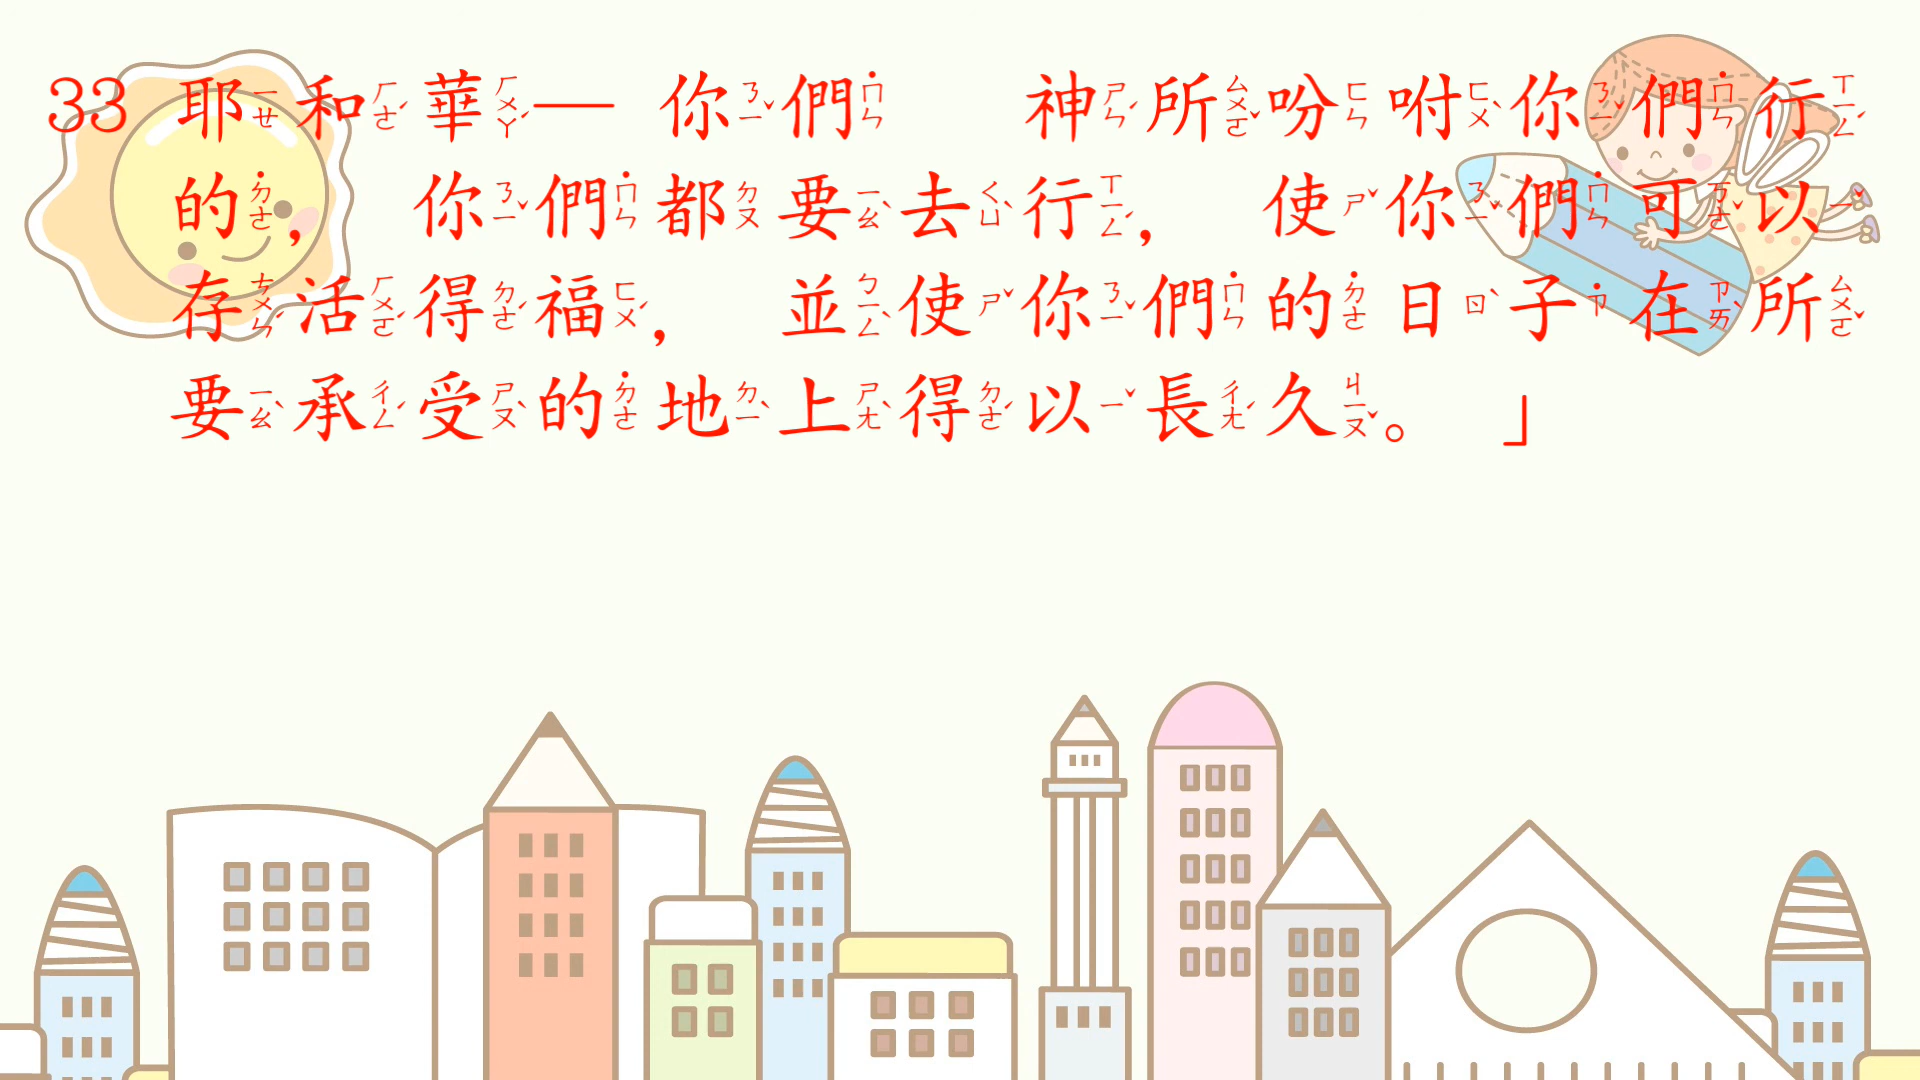 33 耶和華— 你們 神所吩咐你們行
的, 你們都要去行, 使你們可以
存活得福, 並使你們的日子在所
要承受的地上得以長久。 」